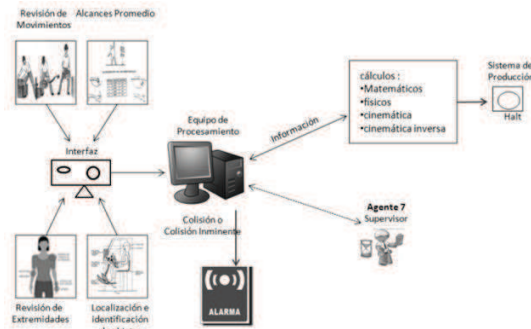 Revisión de
Movimientos
Alcances Promedio
Interfaz
Equipo de
Procesamiento
Información
cálculos :
•Matemáticos
•físicos
•cinemática
•cinemática inversa
Sistema de
Producción
Halt
Agente 7
Supervisor
Colisión o
Colisión Inminente
ALARMA
Revisión de
Extremidades
Localización e
identificación